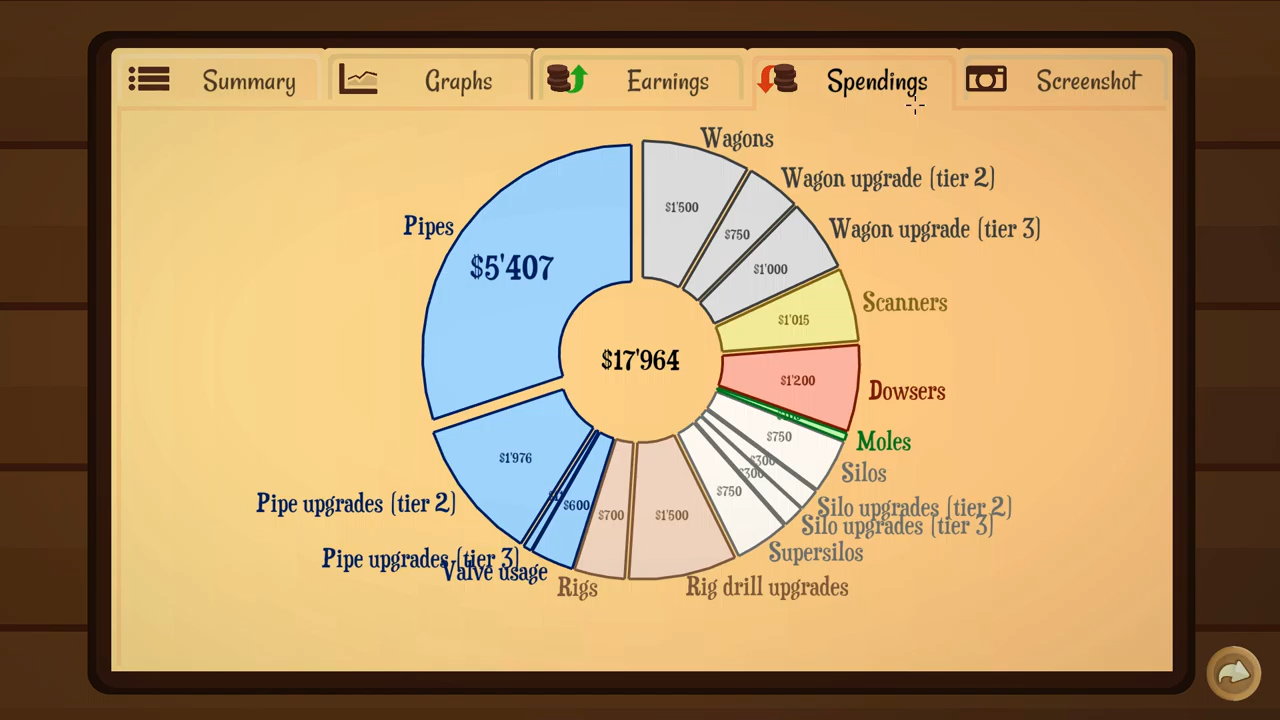 Summary
Graphs
Earnings
Spendings
Screenshot
Wagons
$1'500
Wagon upgrade (tier 2)
$750
Wagon upgrade (tier 3)
$1'000
Scanners
$1'015
Dowsers
$1'200
Moles
Silos
$750
Silo upgrades (tier 2)
$300
Silo upgrades (tier 3)
$300
Supersilos
$750
Rig drill upgrades
$1'500
Rigs
$700
Valve usage
$600
Pipe upgrades (tier 3)
Pipe upgrades (tier 2)
$1'976
Pipes
$5'407
$17'964